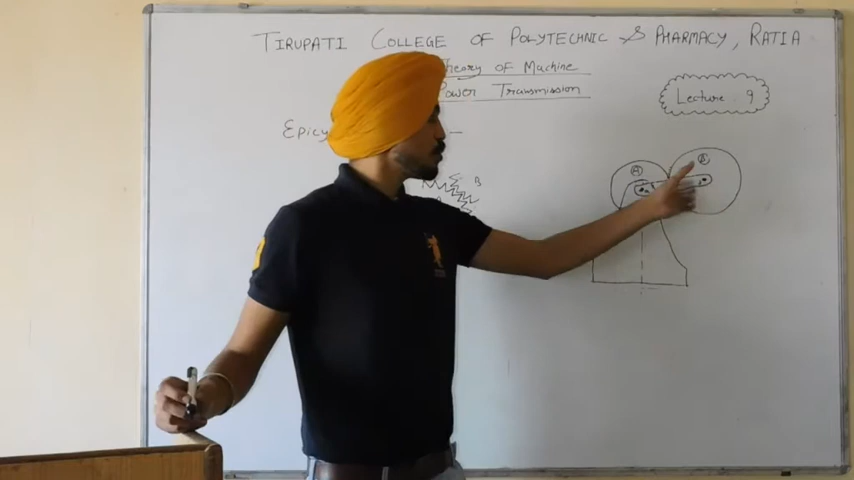 TIRUPATI COLLEGE OF POLYTECHNIC & PHARMACY, RATIA
Theory OF MACHINE
POWER TRANSMISSION
Lecture 9
Epicy
B